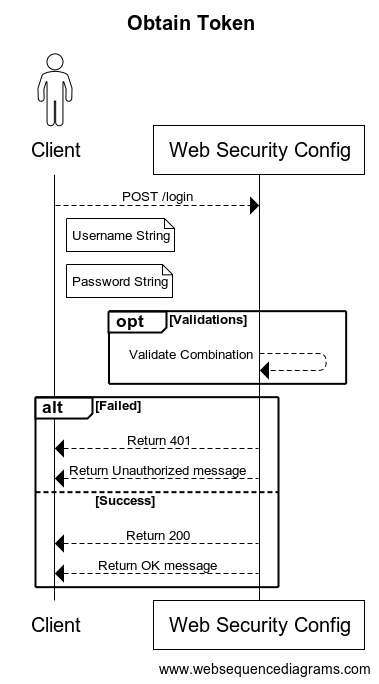 Obtain Token
Client
Web Security Config
POST /login
Username String
Password String
opt [Validations]
Validate Combination
alt [Failed]
Return 401
Return Unauthorized message
[Success]
Return 200
Return OK message
Client
Web Security Config
www.websequencediagrams.com